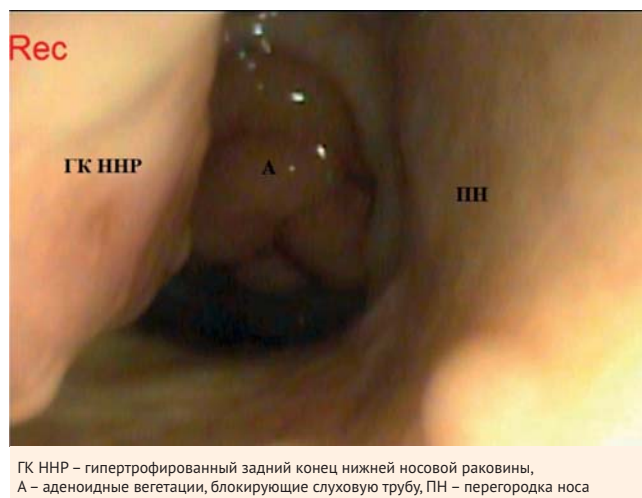 Rec
ГК ННР
А
ПН
ГК ННР – гипертрофированный задний конец нижней носовой раковины,
А – аденоидные вегетации, блокирующие слуховую трубу, ПН – перегородка носа